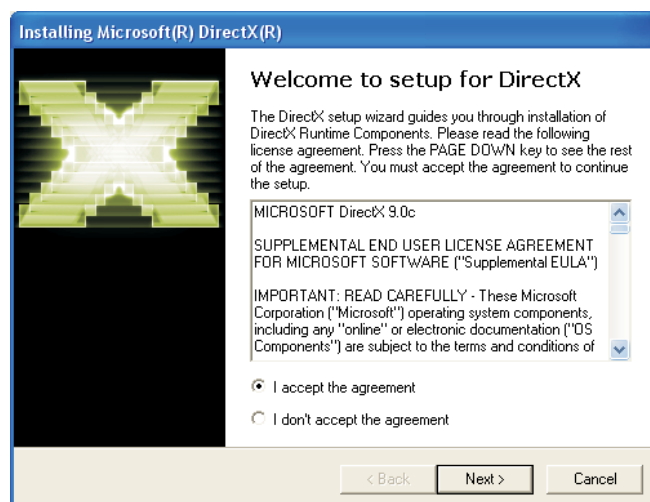 Installing Microsoft(R) DirectX(R)
Welcome to setup for DirectX
The DirectX setup wizard guides you through installation of
DirectX Runtime Components. Please read the following
license agreement. Press the PAGE DOWN key to see the rest
of the agreement. You must accept the agreement to continue
the setup.
MICROSOFT DirectX 9.0c
SUPPLEMENTAL END USER LICENSE AGREEMENT
FOR MICROSOFT SOFTWARE ("Supplemental EULA")
IMPORTANT: READ CAREFULLY - These Microsoft
Corporation ("Microsoft") operating system components,
including any "online" or electronic documentation ("OS
Components") are subject to the terms and conditions of
I accept the agreement
I don't accept the agreement
< Back
Next >
Cancel